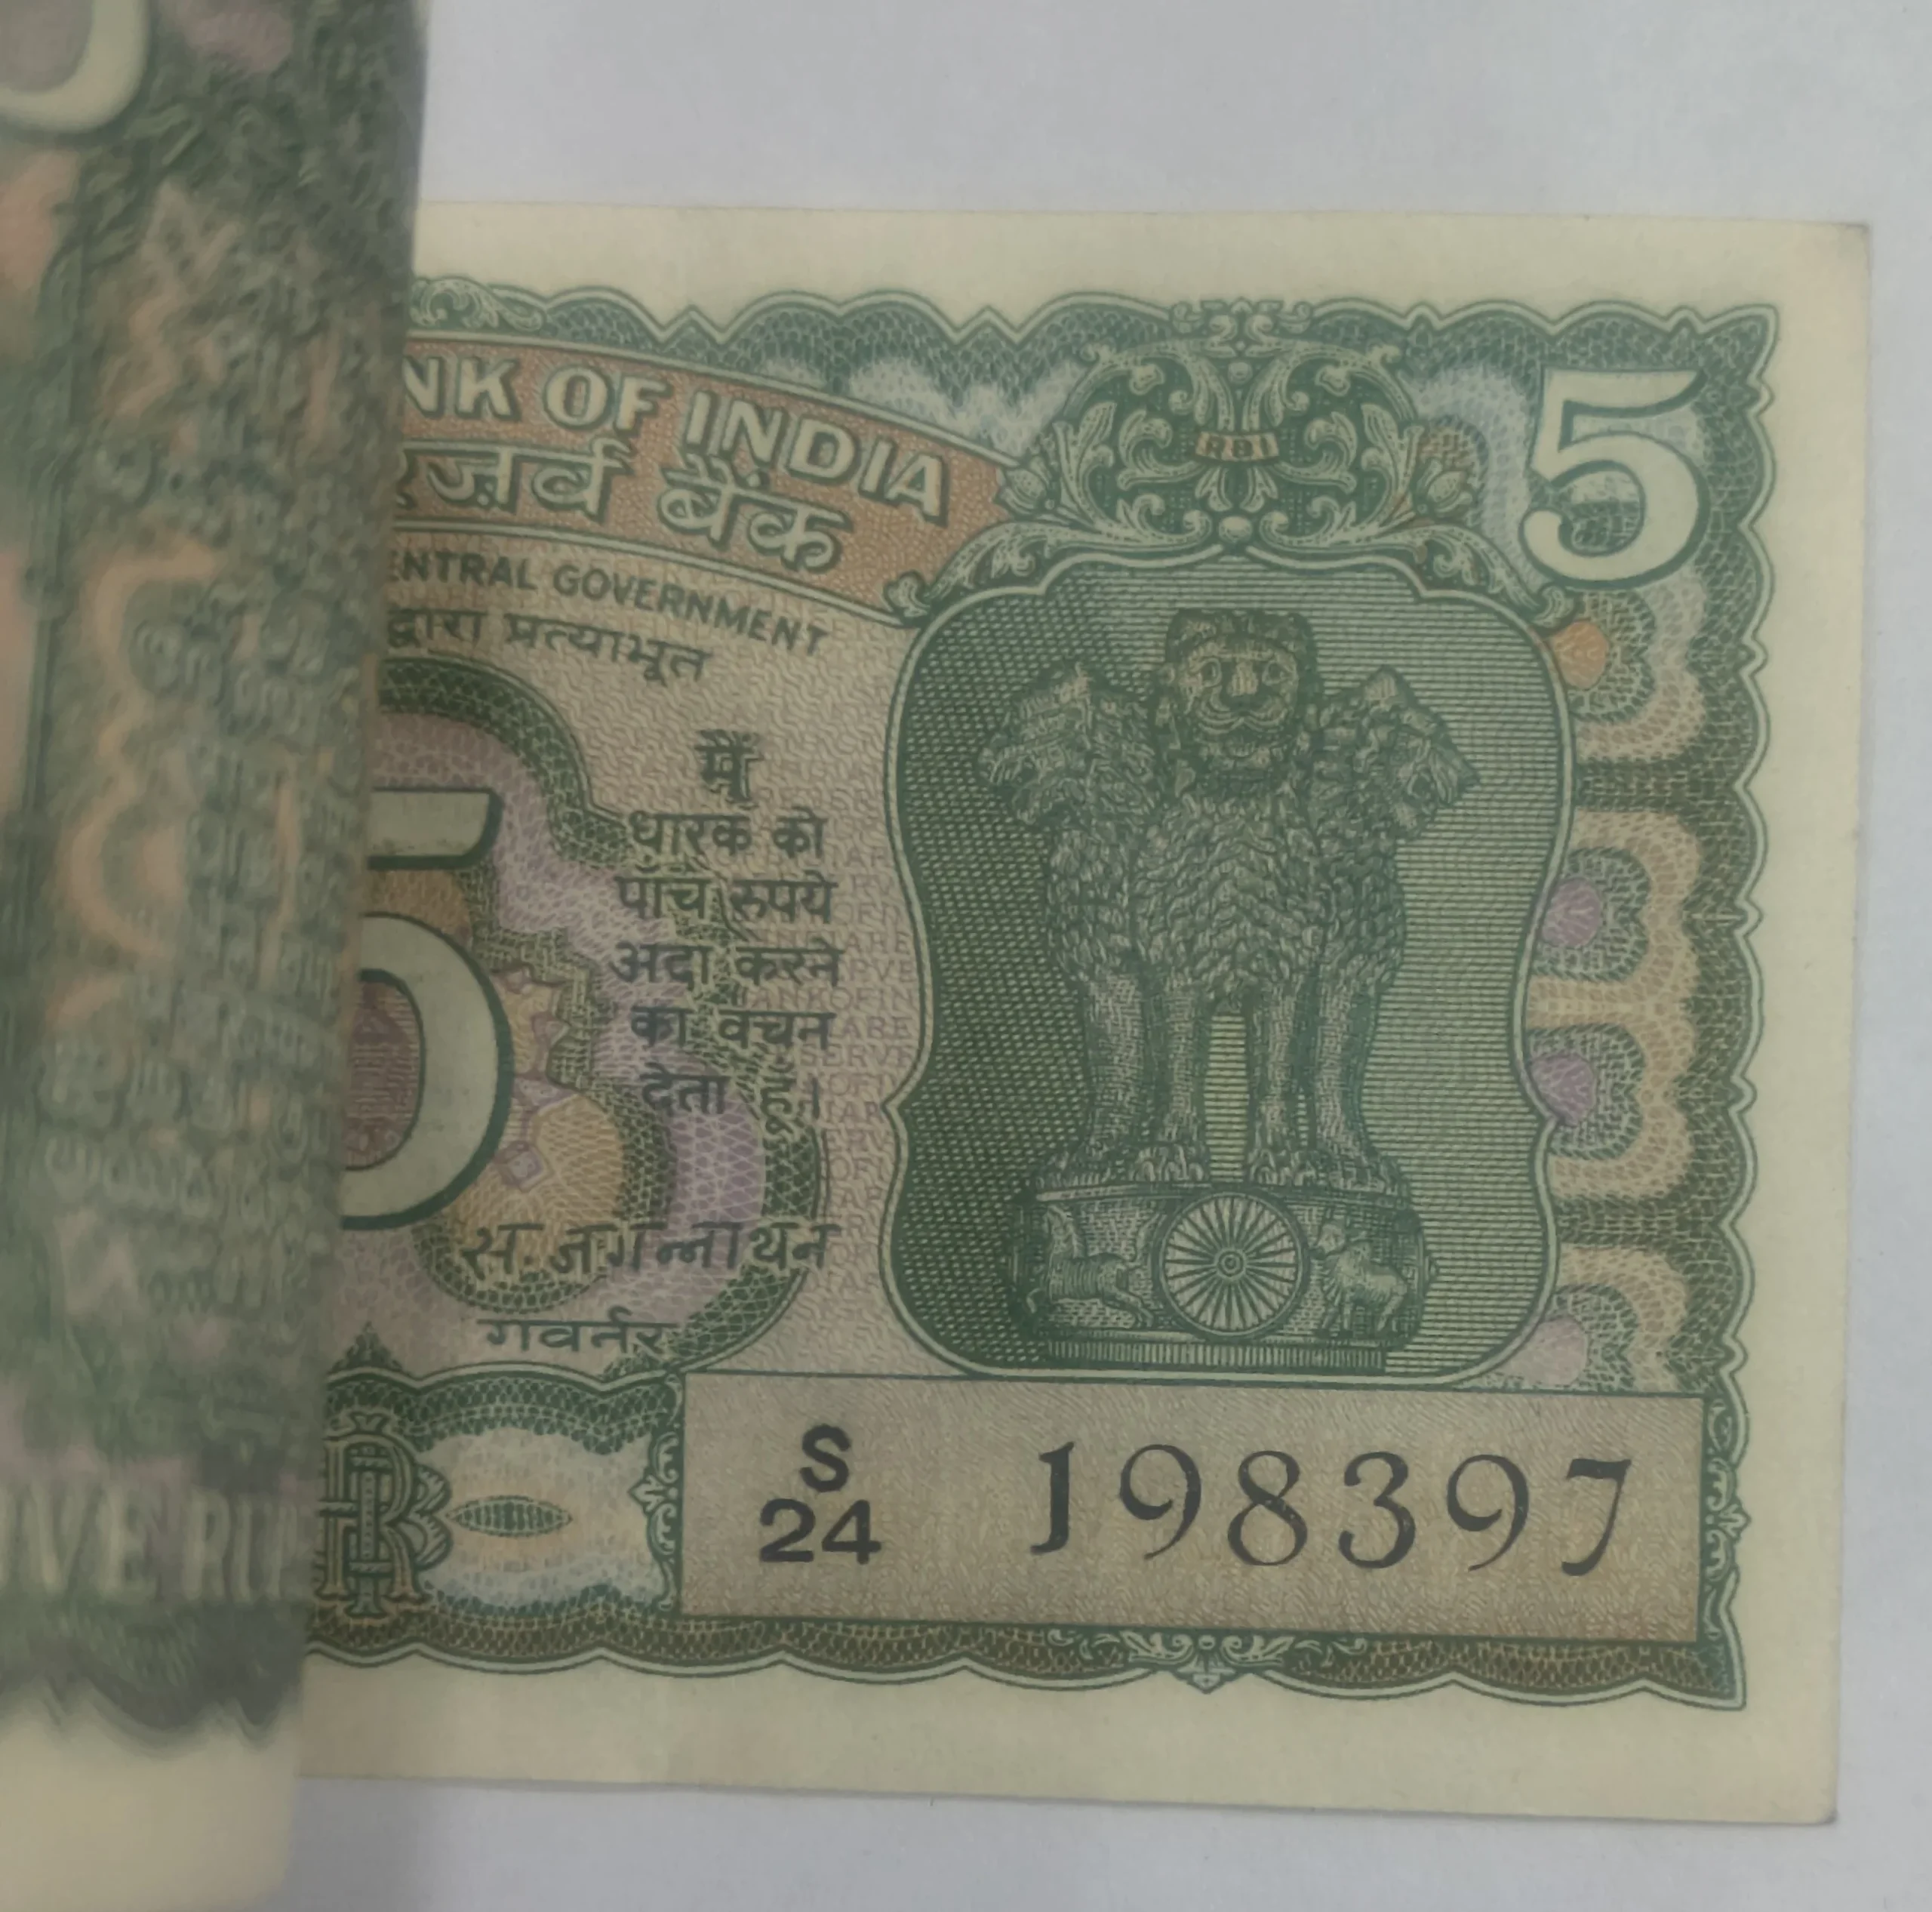 NK OF INDIA
5
RBI
रिज़र्व बैंक
ENTRAL GOVERNMENT
द्वारा प्रत्याभूत
मैं
धारक को
पाँच रुपये
अदा करने
का वचन
देता हूँ।
5
स. जगन्नाथन
गवर्नर
S
24 198397